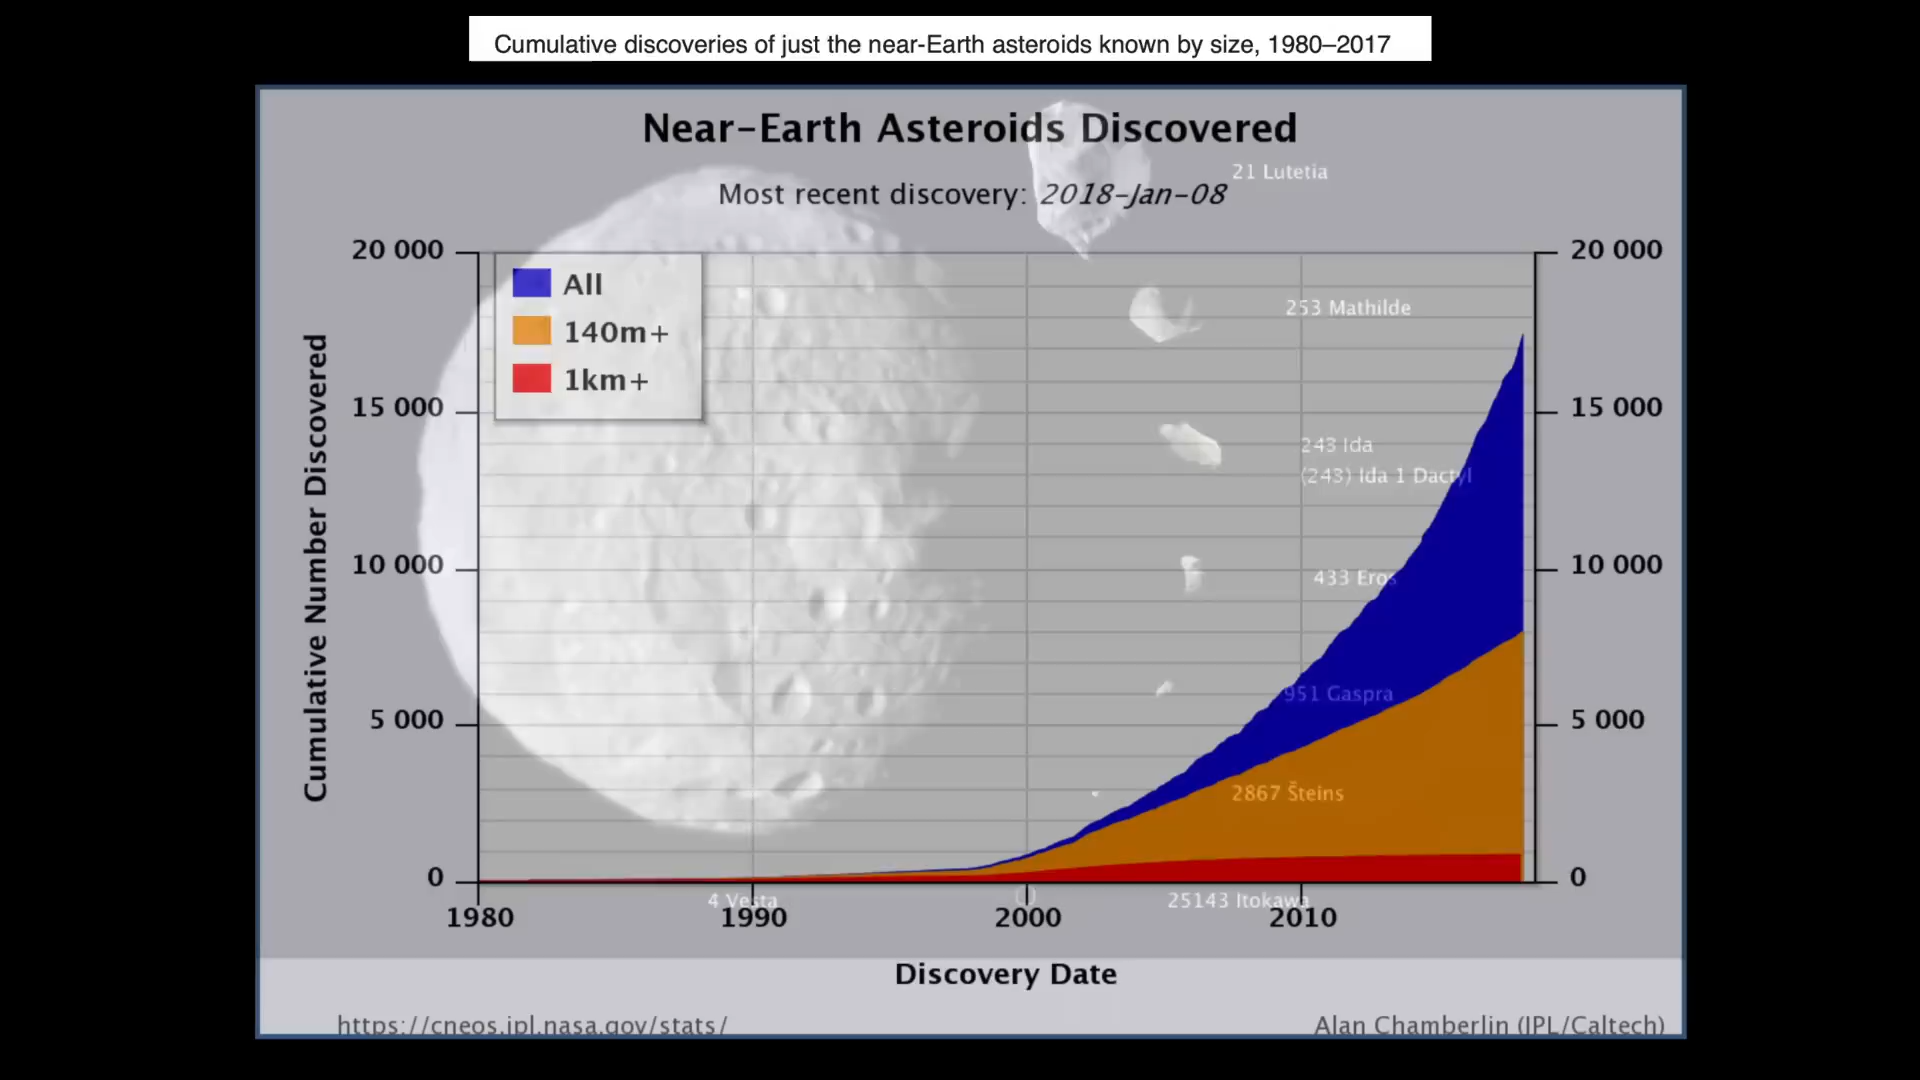 Cumulative discoveries of just the near-Earth asteroids known by size, 1980–2017
Near-Earth Asteroids Discovered
Most recent discovery: 2018-Jan-08
21 Lutetia
20 000
20 000
All
140m+
1km+
253 Mathilde
15 000
15 000
243 Ida
(243) Ida 1 Dactyl
Cumulative Number Discovered
10 000
433 Eros
10 000
951 Gaspra
5 000
5 000
2867 Šteins
0
0
4 Vesta
25143 Itokawa
1980
1990
2000
2010
Discovery Date
https://cneos.jpl.nasa.gov/stats/
Alan Chamberlin (JPL/Caltech)